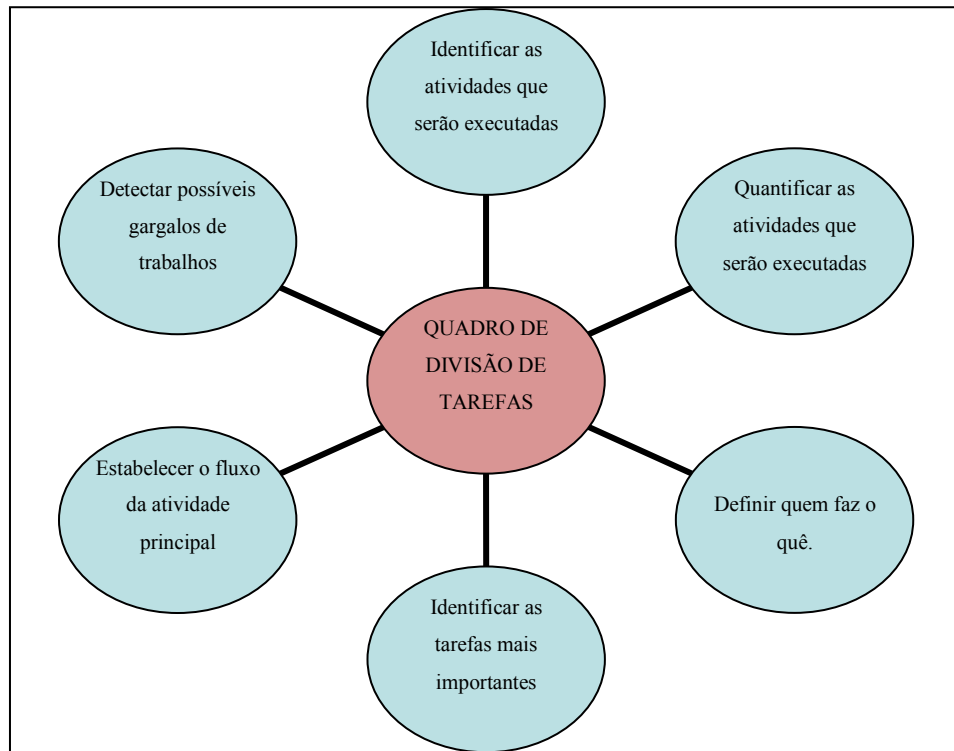 Identificar as
atividades que
serão executadas
Detectar possíveis
gargalos de
trabalhos
Quantificar as
atividades que
serão executadas
QUADRO DE
DIVISÃO DE
TAREFAS
Estabelecer o fluxo
da atividade
principal
Definir quem faz o
quê.
Identificar as
tarefas mais
importantes